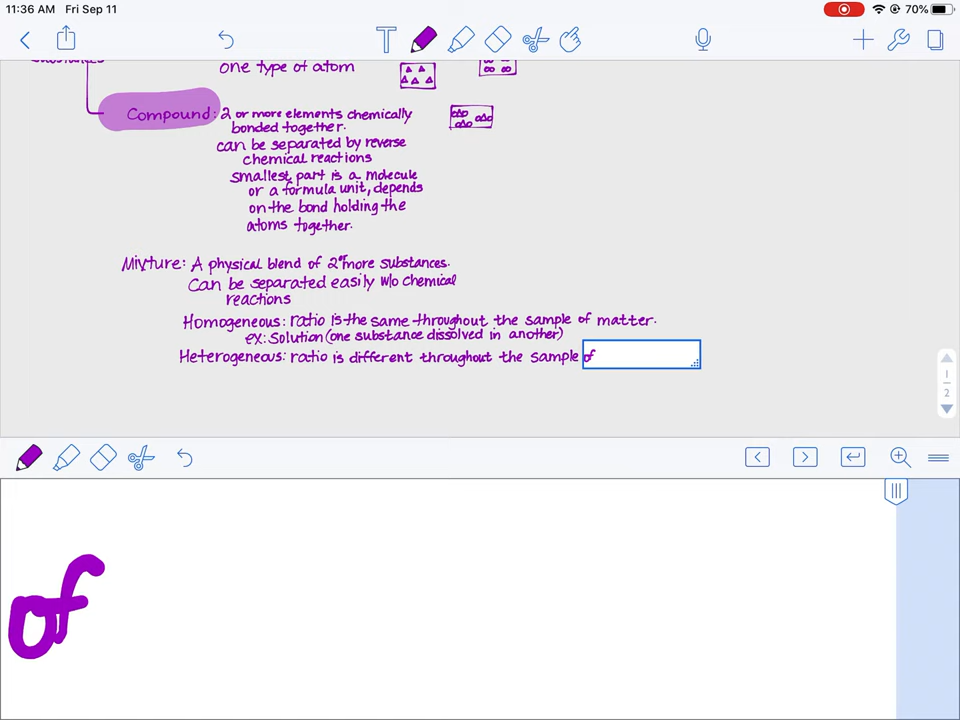 11:36 AM Fri Sep 11
70%
one type of atom
Compound: 2 or more elements chemically
bonded together.
can be separated by reverse
chemical reactions
smallest part is a molecule
or a formula unit, depends
on the bond holding the
atoms together.
Mixture: A physical blend of 2 or more substances.
Can be separated easily w/o chemical
reactions
Homogeneous: ratio is the same throughout the sample of matter.
ex: solution (one substance dissolved in another)
Heterogeneous: ratio is different throughout the sample of
1
2
of